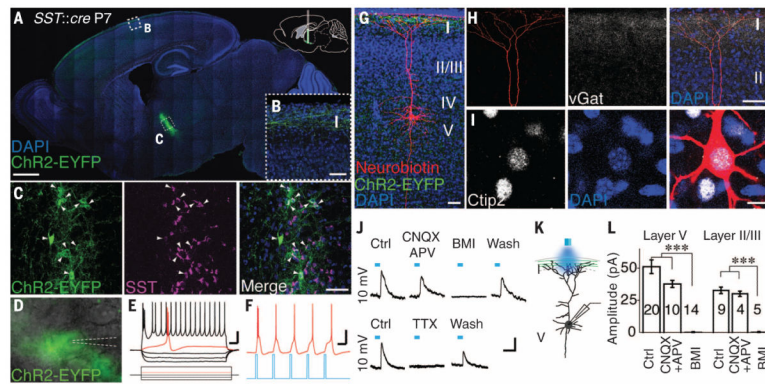 A SST::cre P7
B
C
DAPI
ChR2-EYFP
B
I
C
ChR2-EYFP
SST
Merge
D
ChR2-EYFP
E
F
G
I
II/III
IV
V
Neurobiotin
ChR2-EYFP
DAPI
H
vGat
DAPI
I
II
I
Ctip2
DAPI
J
Ctrl
CNQX
APV
BMI
Wash
10 mV
Ctrl
TTX
Wash
10 mV
K
V
L
Layer V
Layer II/III
***
***
Amplitude (pA)
50
25
0
20
10
14
9
4
5
Ctrl
CNQX
+APV
BMI
Ctrl
CNQX
+APV
BMI